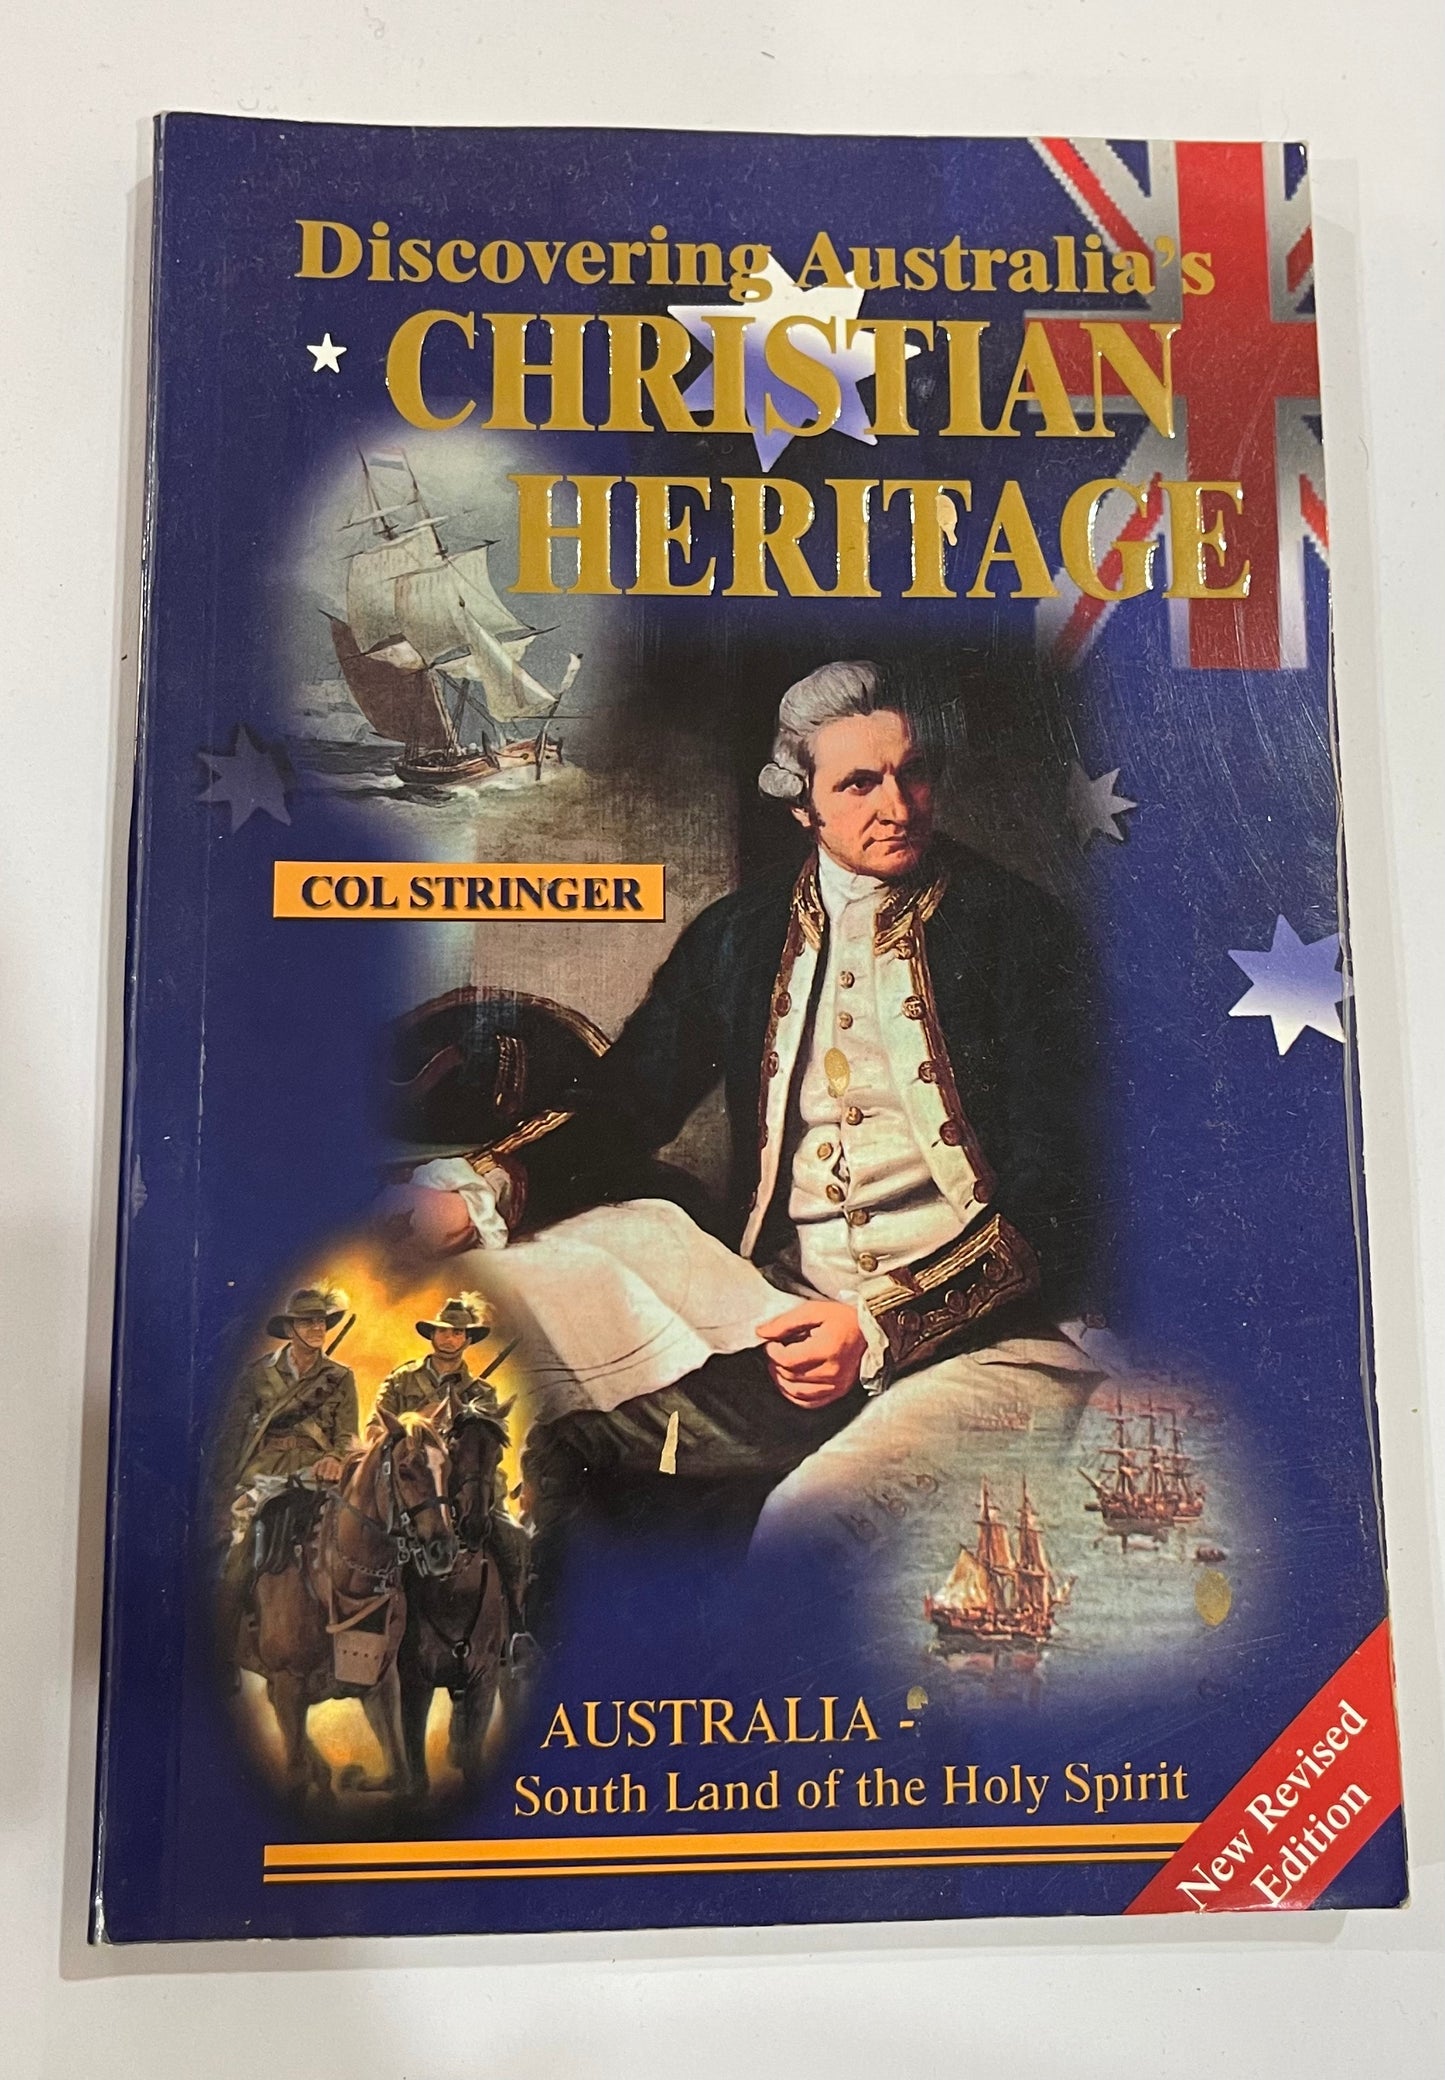 Discovering Australia's
CHRISTIAN
HERITAGE
COL STRINGER
AUSTRALIA -
South Land of the Holy Spirit
New Revised
Edition